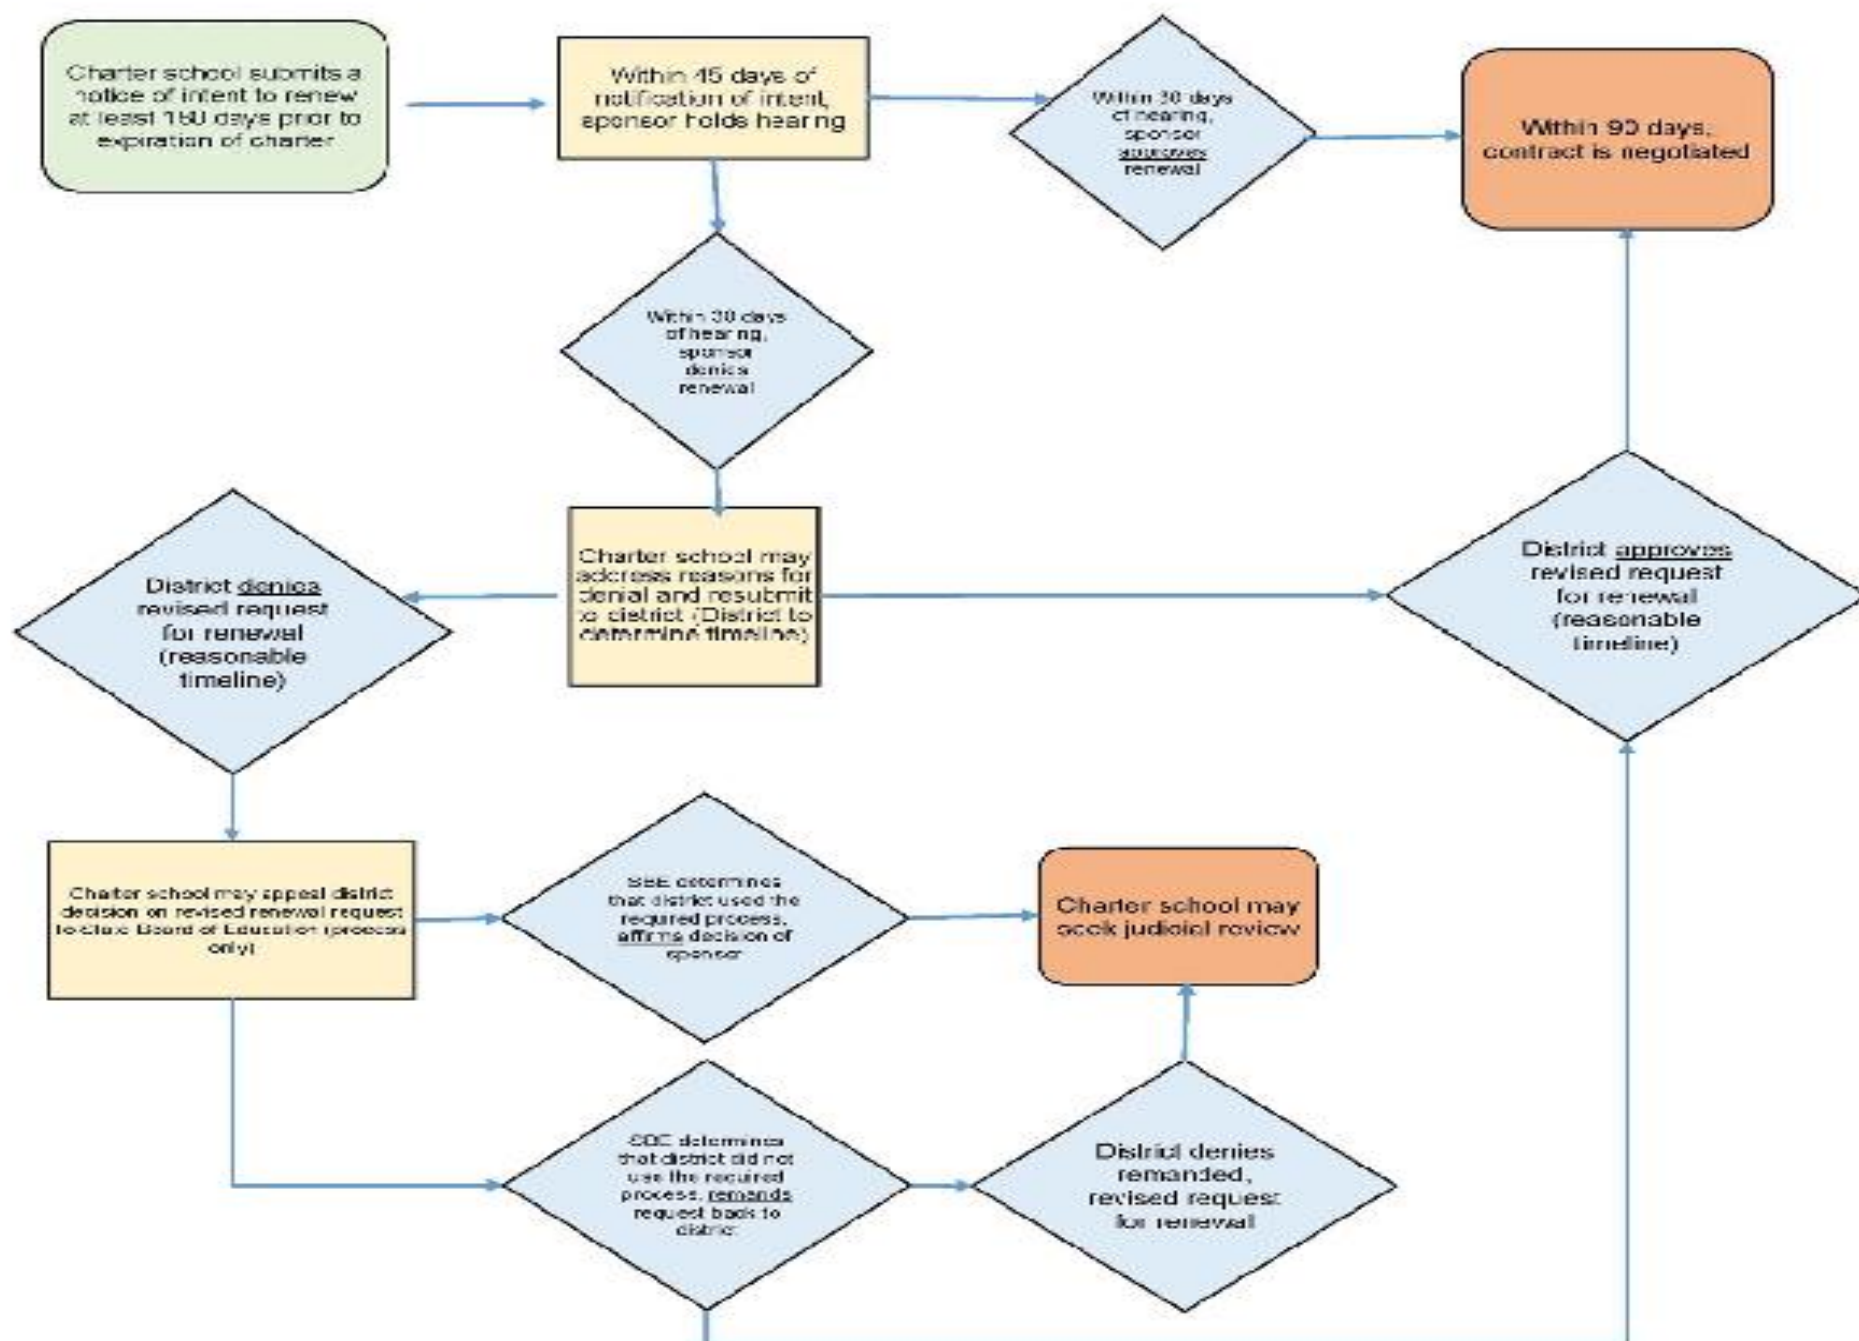 Charter school submits a
notice of intent to renew
at least 180 days prior to
expiration of charter
Within 45 days of
notification of intent,
sponsor holds hearing
Within 30 days
of hearing,
sponsor
approves
renewal
Within 90 days,
contract is negotiated
Within 30 days
of hearing,
sponsor
denies
renewal
Charter school may
address reasons for
denial and resubmit
to district (District to
determine timeline)
District denies
revised request
for renewal
(reasonable
timeline)
District approves
revised request
for renewal
(reasonable
timeline)
Charter school may appeal district
decision on revised renewal request
to State Board of Education (process
only)
SBE determines
that district used the
required process,
affirms decision of
sponsor
Charter school may
seek judicial review
SBE determines
that district did not
use the required
process, remands
request back to
district
District denies
remanded,
revised request
for renewal